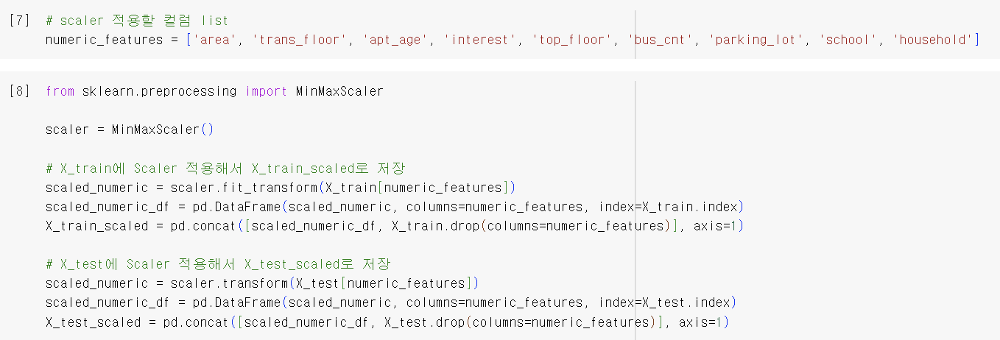 [7] # scaler 적용할 컬럼 list
numeric_features = ['area', 'trans_floor', 'apt_age', 'interest', 'top_floor', 'bus_cnt', 'parking_lot', 'school', 'household']
[8] from sklearn.preprocessing import MinMaxScaler
scaler = MinMaxScaler()
# X_train에 Scaler 적용해서 X_train_scaled로 저장
scaled_numeric = scaler.fit_transform(X_train[numeric_features])
scaled_numeric_df = pd.DataFrame(scaled_numeric, columns=numeric_features, index=X_train.index)
X_train_scaled = pd.concat([scaled_numeric_df, X_train.drop(columns=numeric_features)], axis=1)
# X_test에 Scaler 적용해서 X_test_scaled로 저장
scaled_numeric = scaler.transform(X_test[numeric_features])
scaled_numeric_df = pd.DataFrame(scaled_numeric, columns=numeric_features, index=X_test.index)
X_test_scaled = pd.concat([scaled_numeric_df, X_test.drop(columns=numeric_features)], axis=1)